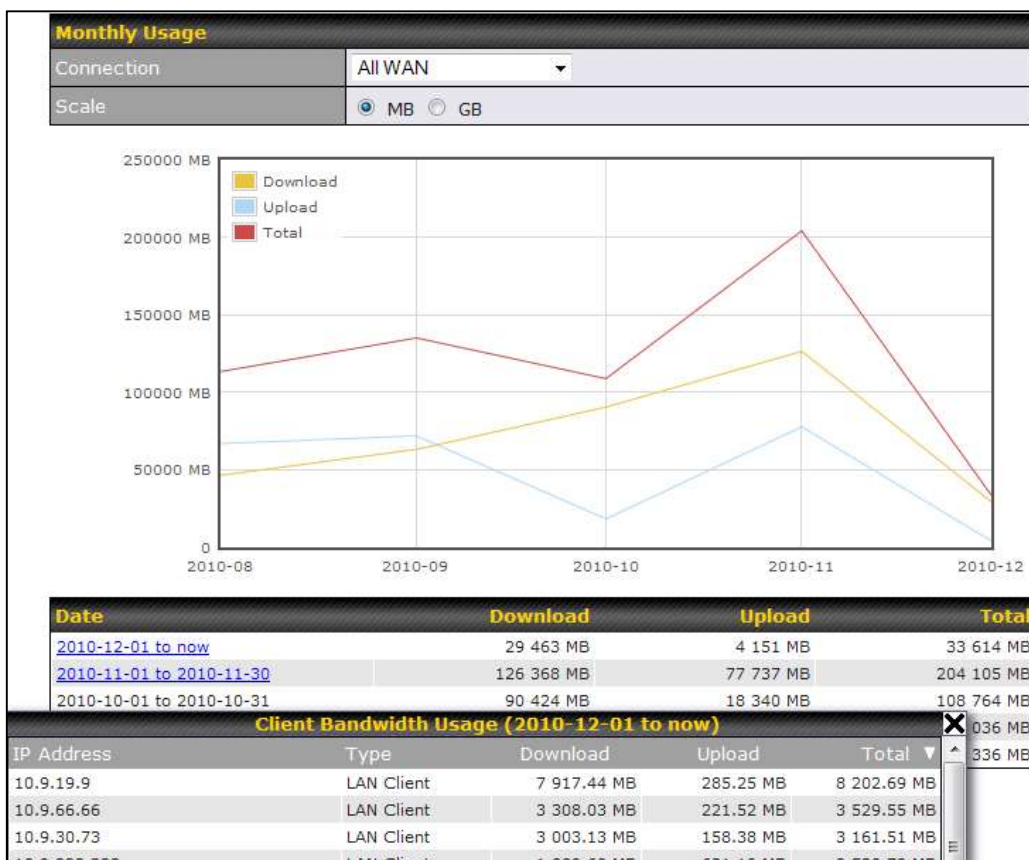 Monthly Usage
Connection All WAN
Scale MB GB
250000 MB
Download
Upload
200000 MB Total
150000 MB
100000 MB
50000 MB
0
2010-08 2010-09 2010-10 2010-11 2010-12
Date Download Upload Total
2010-12-01 to now 29 463 MB 4 151 MB 33 614 MB
2010-11-01 to 2010-11-30 126 368 MB 77 737 MB 204 105 MB
2010-10-01 to 2010-10-31 90 424 MB 18 340 MB 108 764 MB
Client Bandwidth Usage (2010-12-01 to now) 036 MB
IP Address Type Download Upload Total 336 MB
10.9.19.9 LAN Client 7 917.44 MB 285.25 MB 8 202.69 MB
10.9.66.66 LAN Client 3 308.03 MB 221.52 MB 3 529.55 MB
10.9.30.73 LAN Client 3 003.13 MB 158.38 MB 3 161.51 MB